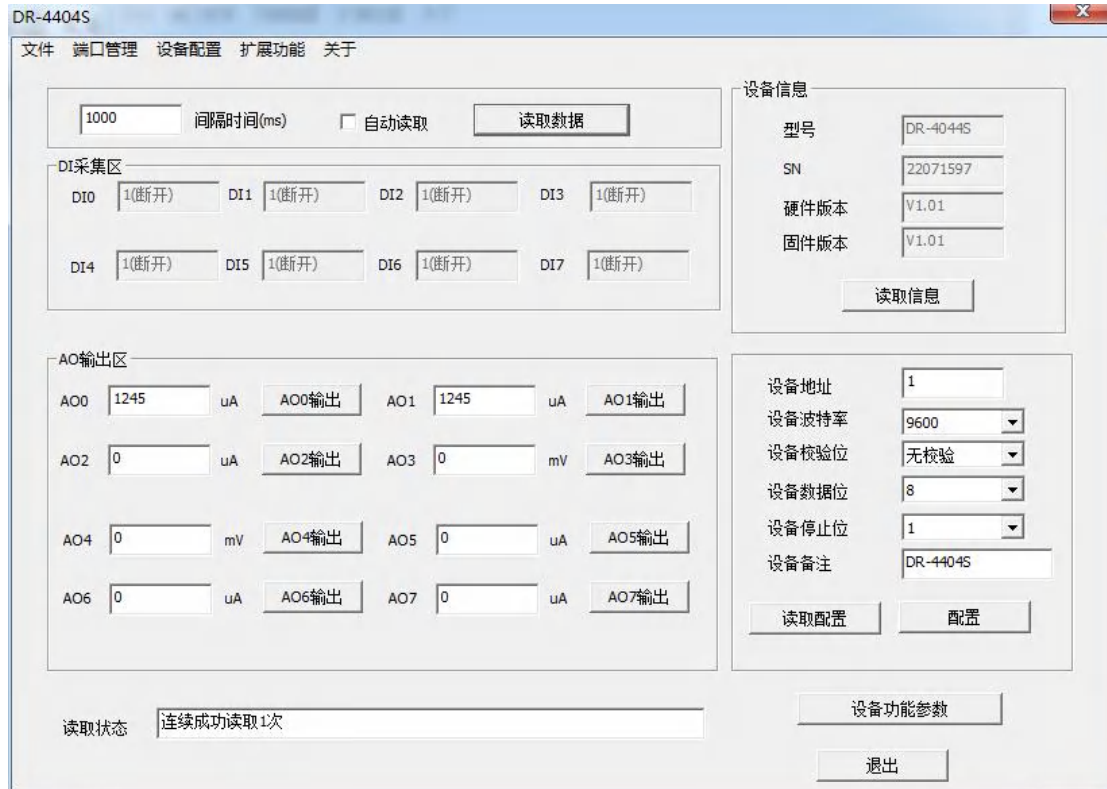 DR-4404S
文件 端口管理 设备配置 扩展功能 关于
1000 间隔时间(ms) 自动读取 读取数据
DI采集区
DI0 1(断开) DI1 1(断开) DI2 1(断开) DI3 1(断开)
DI4 1(断开) DI5 1(断开) DI6 1(断开) DI7 1(断开)
AO输出区
AO0 1245 uA AO0输出 AO1 1245 uA AO1输出
AO2 0 uA AO2输出 AO3 0 mV AO3输出
AO4 0 mV AO4输出 AO5 0 uA AO5输出
AO6 0 uA AO6输出 AO7 0 uA AO7输出
读取状态 连续成功读取1次
设备信息
型号 DR-4044S
SN 22071597
硬件版本 V1.01
固件版本 V1.01
读取信息
设备地址 1
设备波特率 9600
设备校验位 无校验
设备数据位 8
设备停止位 1
设备备注 DR-4404S
读取配置 配置
设备功能参数
退出